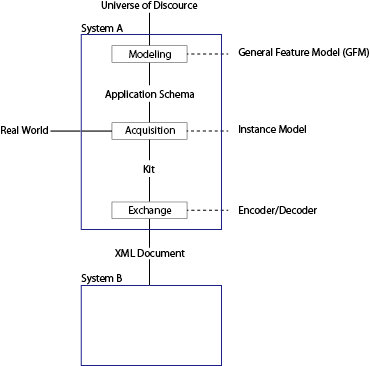 Universe of Discource
System A
Modeling
General Feature Model (GFM)
Application Schema
Real World
Acquisition
Instance Model
Kit
Exchange
Encoder/Decoder
XML Document
System B